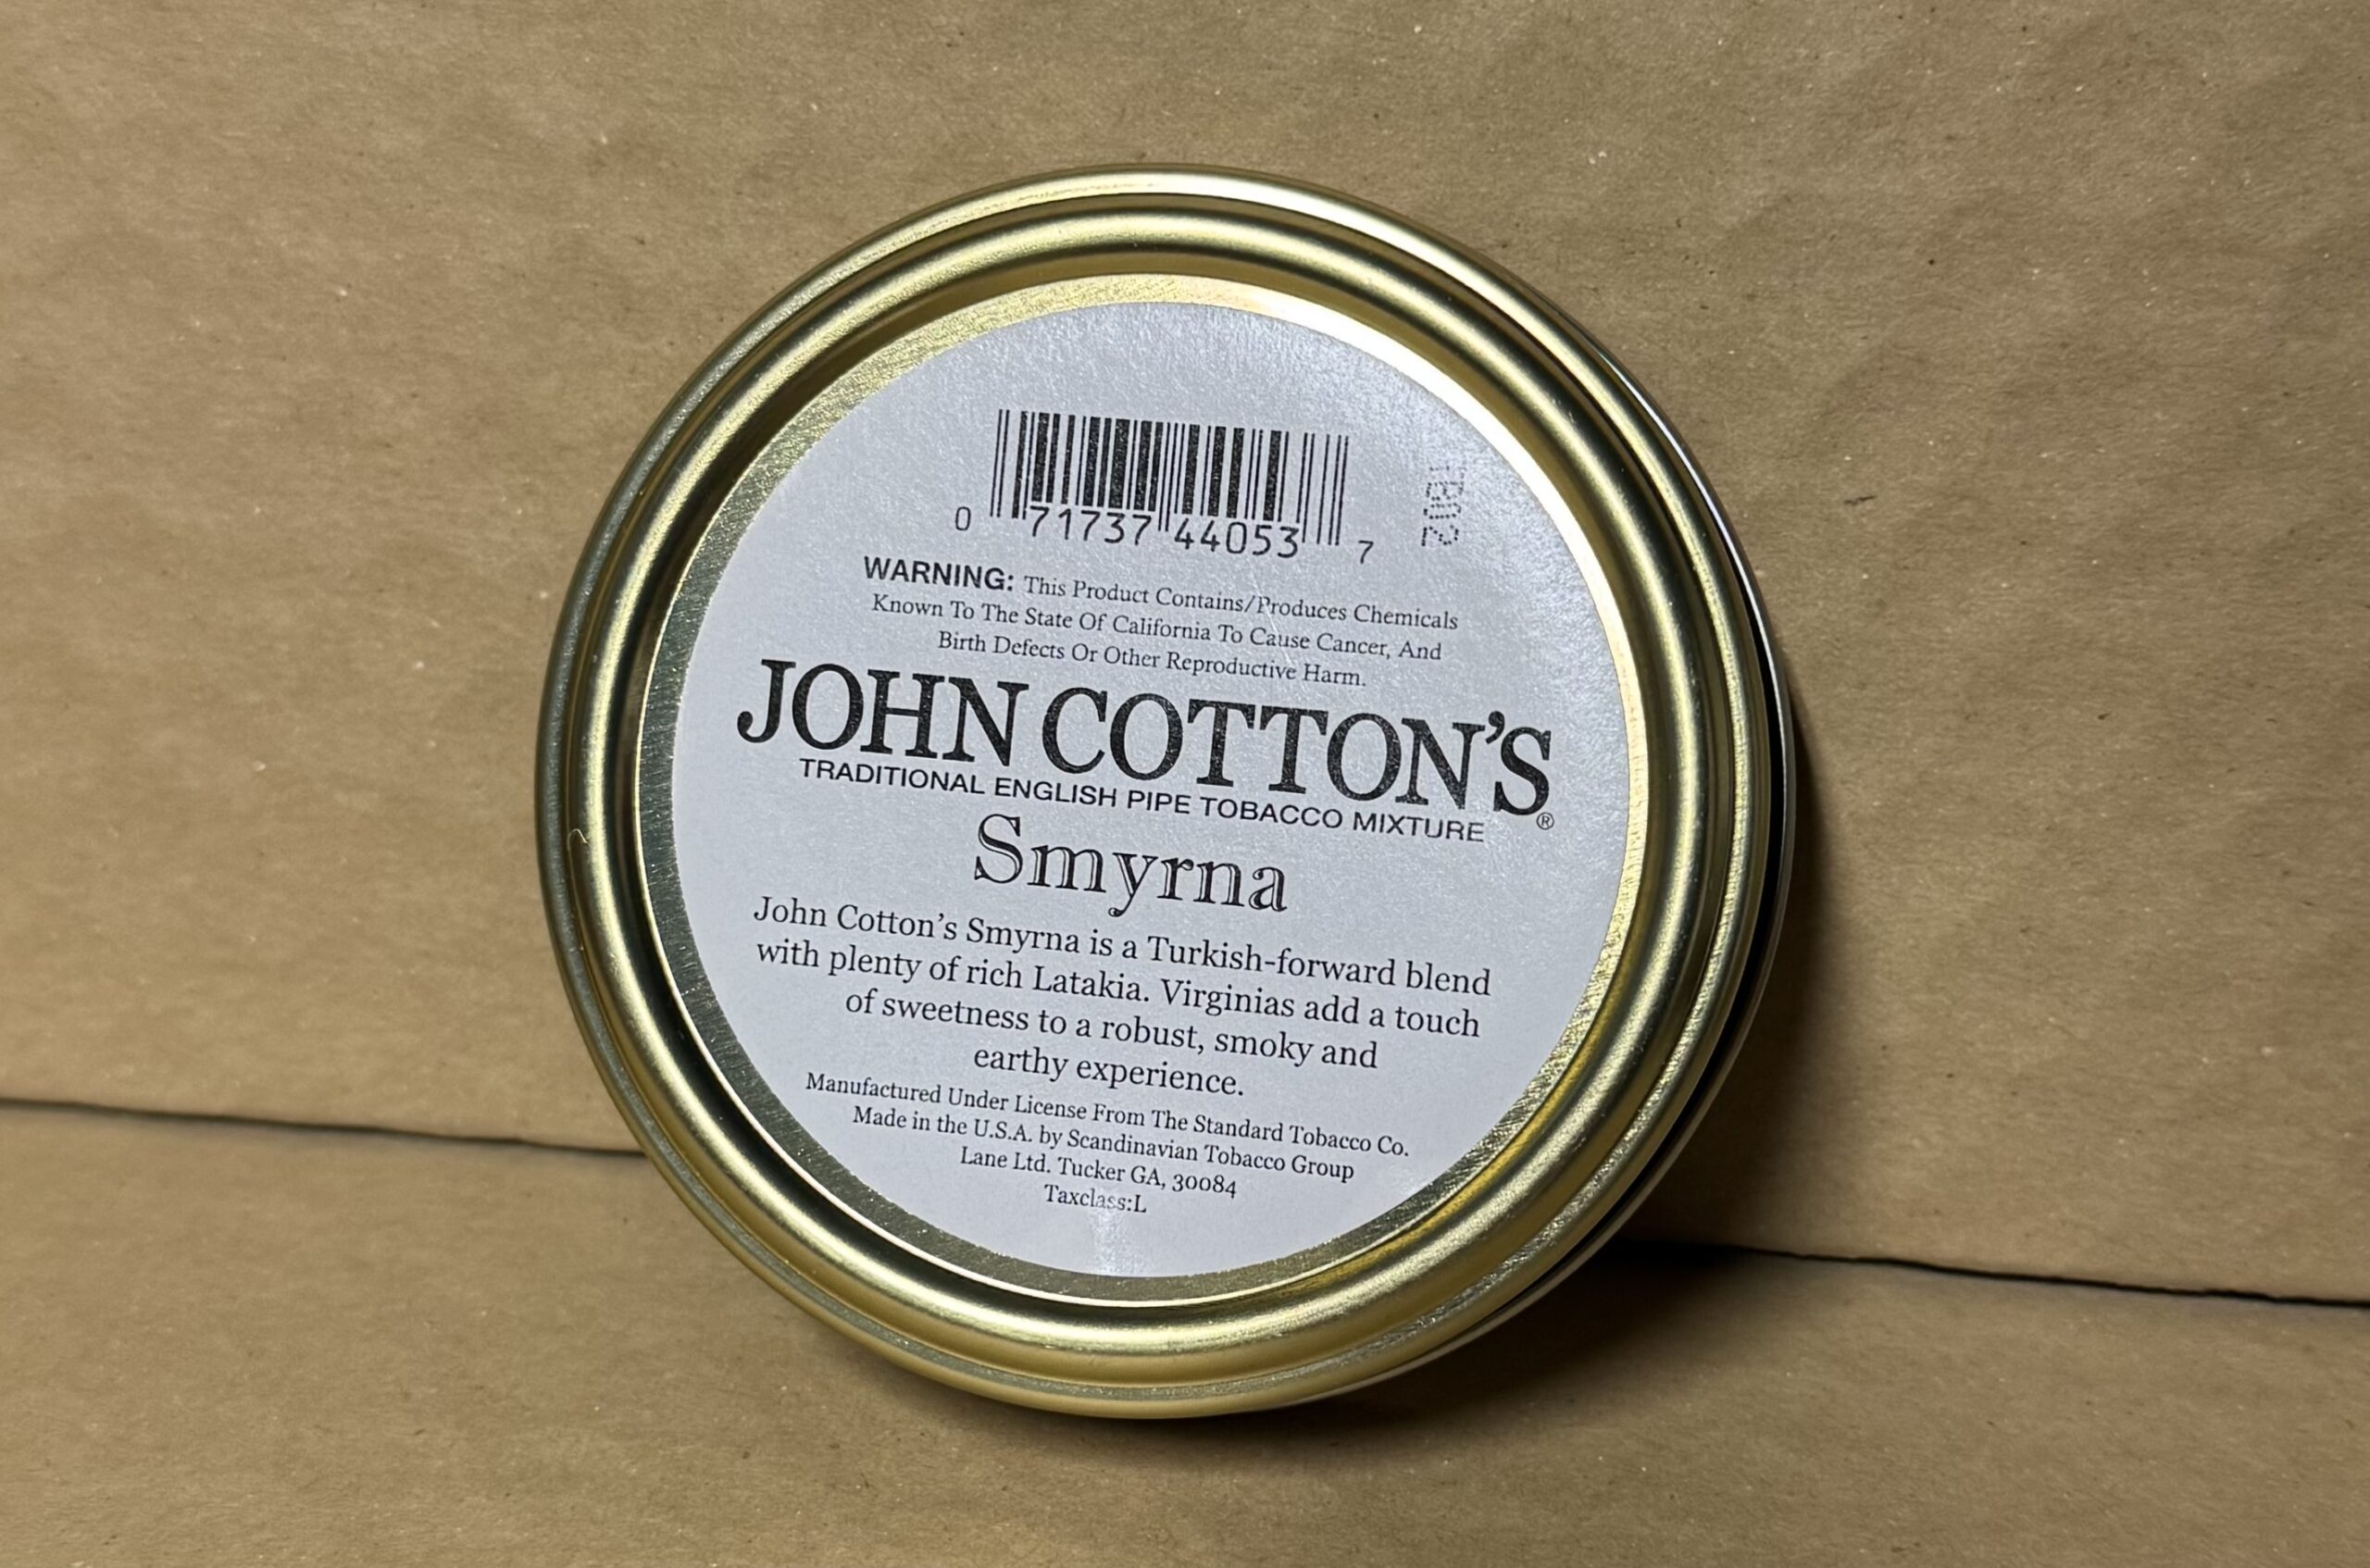 0 71737 44053 7
WARNING: This Product Contains/Produces Chemicals
Known To The State Of California To Cause Cancer, And
Birth Defects Or Other Reproductive Harm.
JOHN COTTON'S®
TRADITIONAL ENGLISH PIPE TOBACCO MIXTURE
Smyrna
John Cotton's Smyrna is a Turkish-forward blend
with plenty of rich Latakia. Virginias add a touch
of sweetness to a robust, smoky and
earthy experience.
Manufactured Under License From The Standard Tobacco Co.
Made in the U.S.A. by Scandinavian Tobacco Group
Lane Ltd. Tucker GA, 30084
Taxclass:L